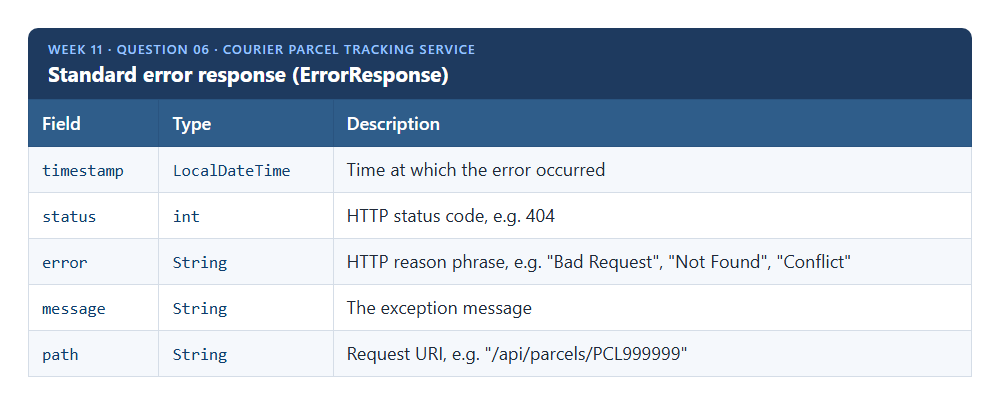 WEEK 11 · QUESTION 06 · COURIER PARCEL TRACKING SERVICE
Standard error response (ErrorResponse)
Field Type Description
timestamp LocalDateTime Time at which the error occurred
status int HTTP status code, e.g. 404
error String HTTP reason phrase, e.g. "Bad Request", "Not Found", "Conflict"
message String The exception message
path String Request URI, e.g. "/api/parcels/PCL999999"